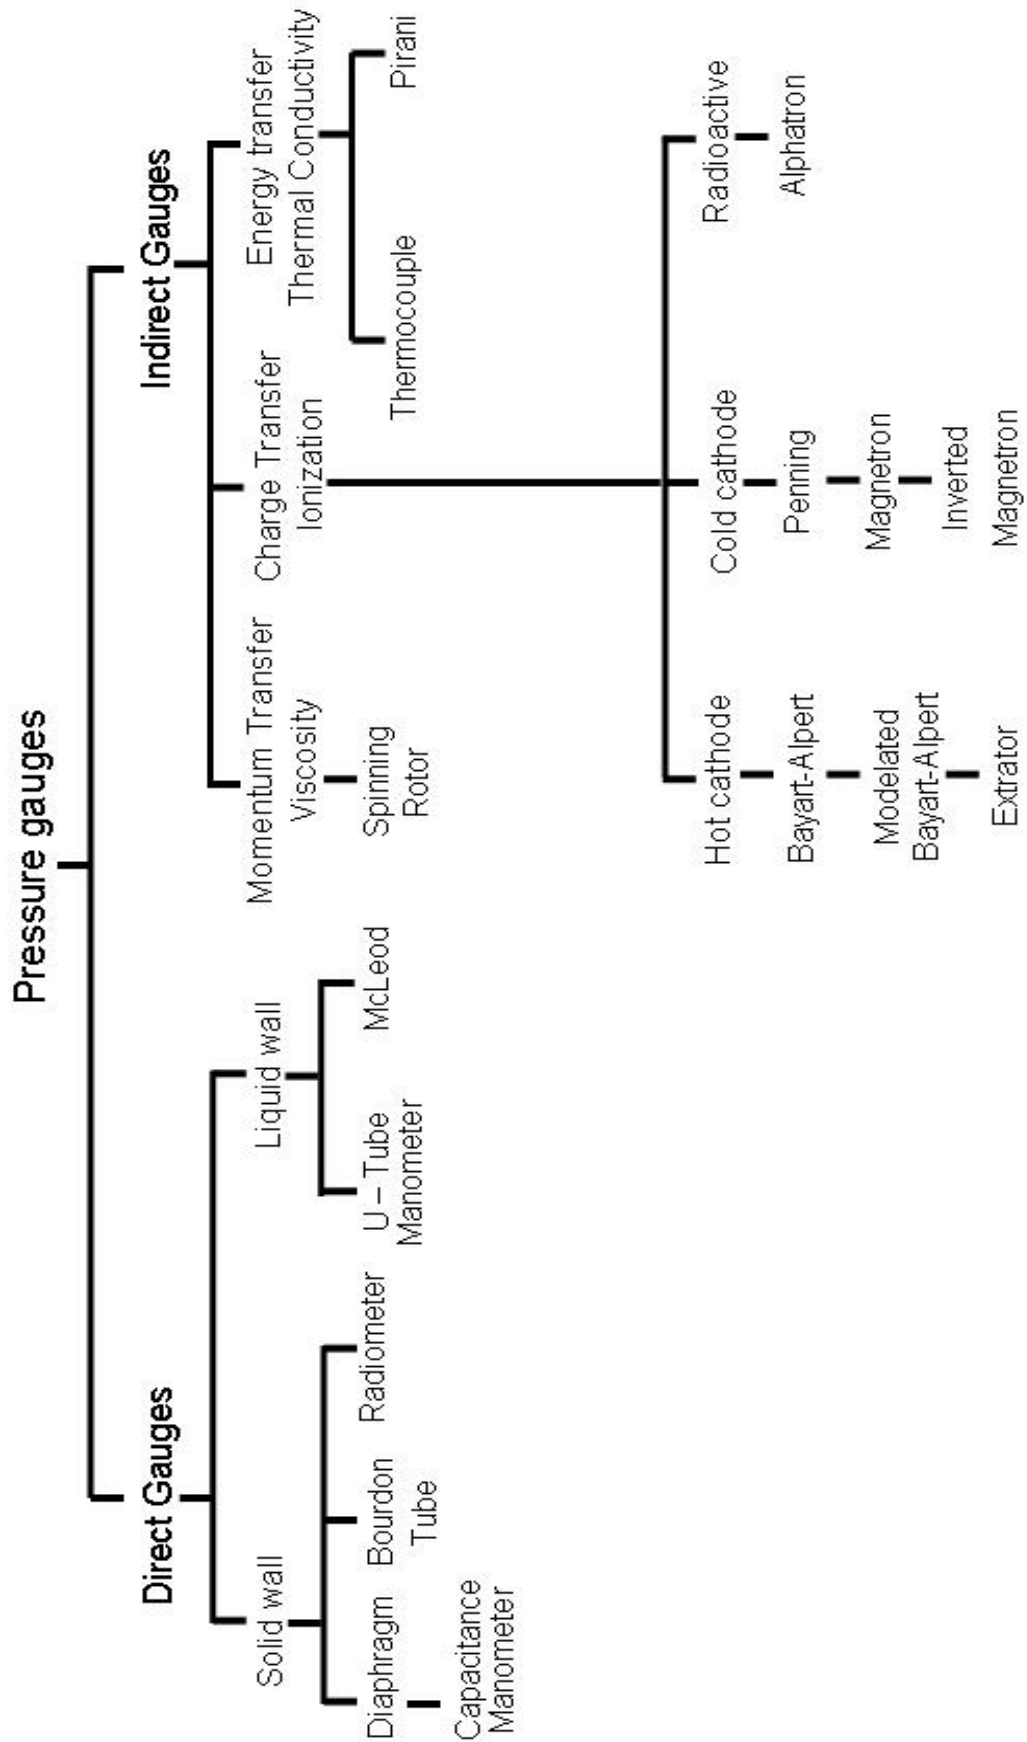 Pressure gauges
Direct Gauges
Indirect Gauges
Solid wall
Liquid wall
Momentum Transfer
Viscosity
Charge Transfer
Ionization
Energy transfer
Thermal Conductivity
Diaphragm
Bourdon
Tube
Radiometer
U – Tube
Manometer
McLeod
Spinning
Rotor
Thermocouple
Pirani
Capacitance
Manometer
Hot cathode
Cold cathode
Radioactive
Bayart-Alpert
Penning
Alphatron
Modelated
Bayart-Alpert
Magnetron
Extrator
Inverted
Magnetron